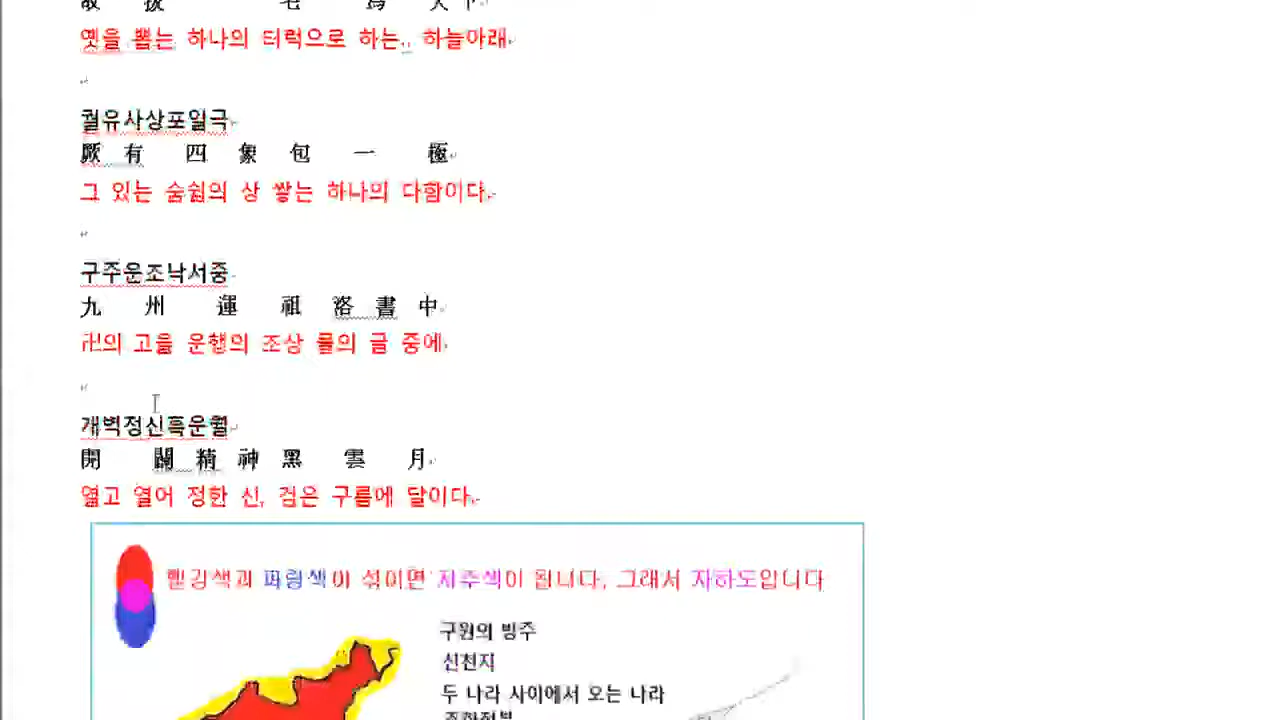 옛을 뽑는 하나의 터럭으로 하는, 하늘아래
궐유사상포일극
厥 有 四 象 包 一 極
그 있는 숨쉼의 상 쌓는 하나의 다함이다.
구주운조낙서중
九 州 運 祖 洛 書 中
卍의 고을 운행의 조상 물의 글 중에
개벽정신흑운월
開 闢 精 神 黑 雲 月
열고 열어 정한 신, 검은 구름에 달이다.
빨강색과 파랑색이 섞이면 자주색이 됩니다, 그래서 자하도입니다
구원의 방주
신천지
두 나라 사이에서 오는 나라